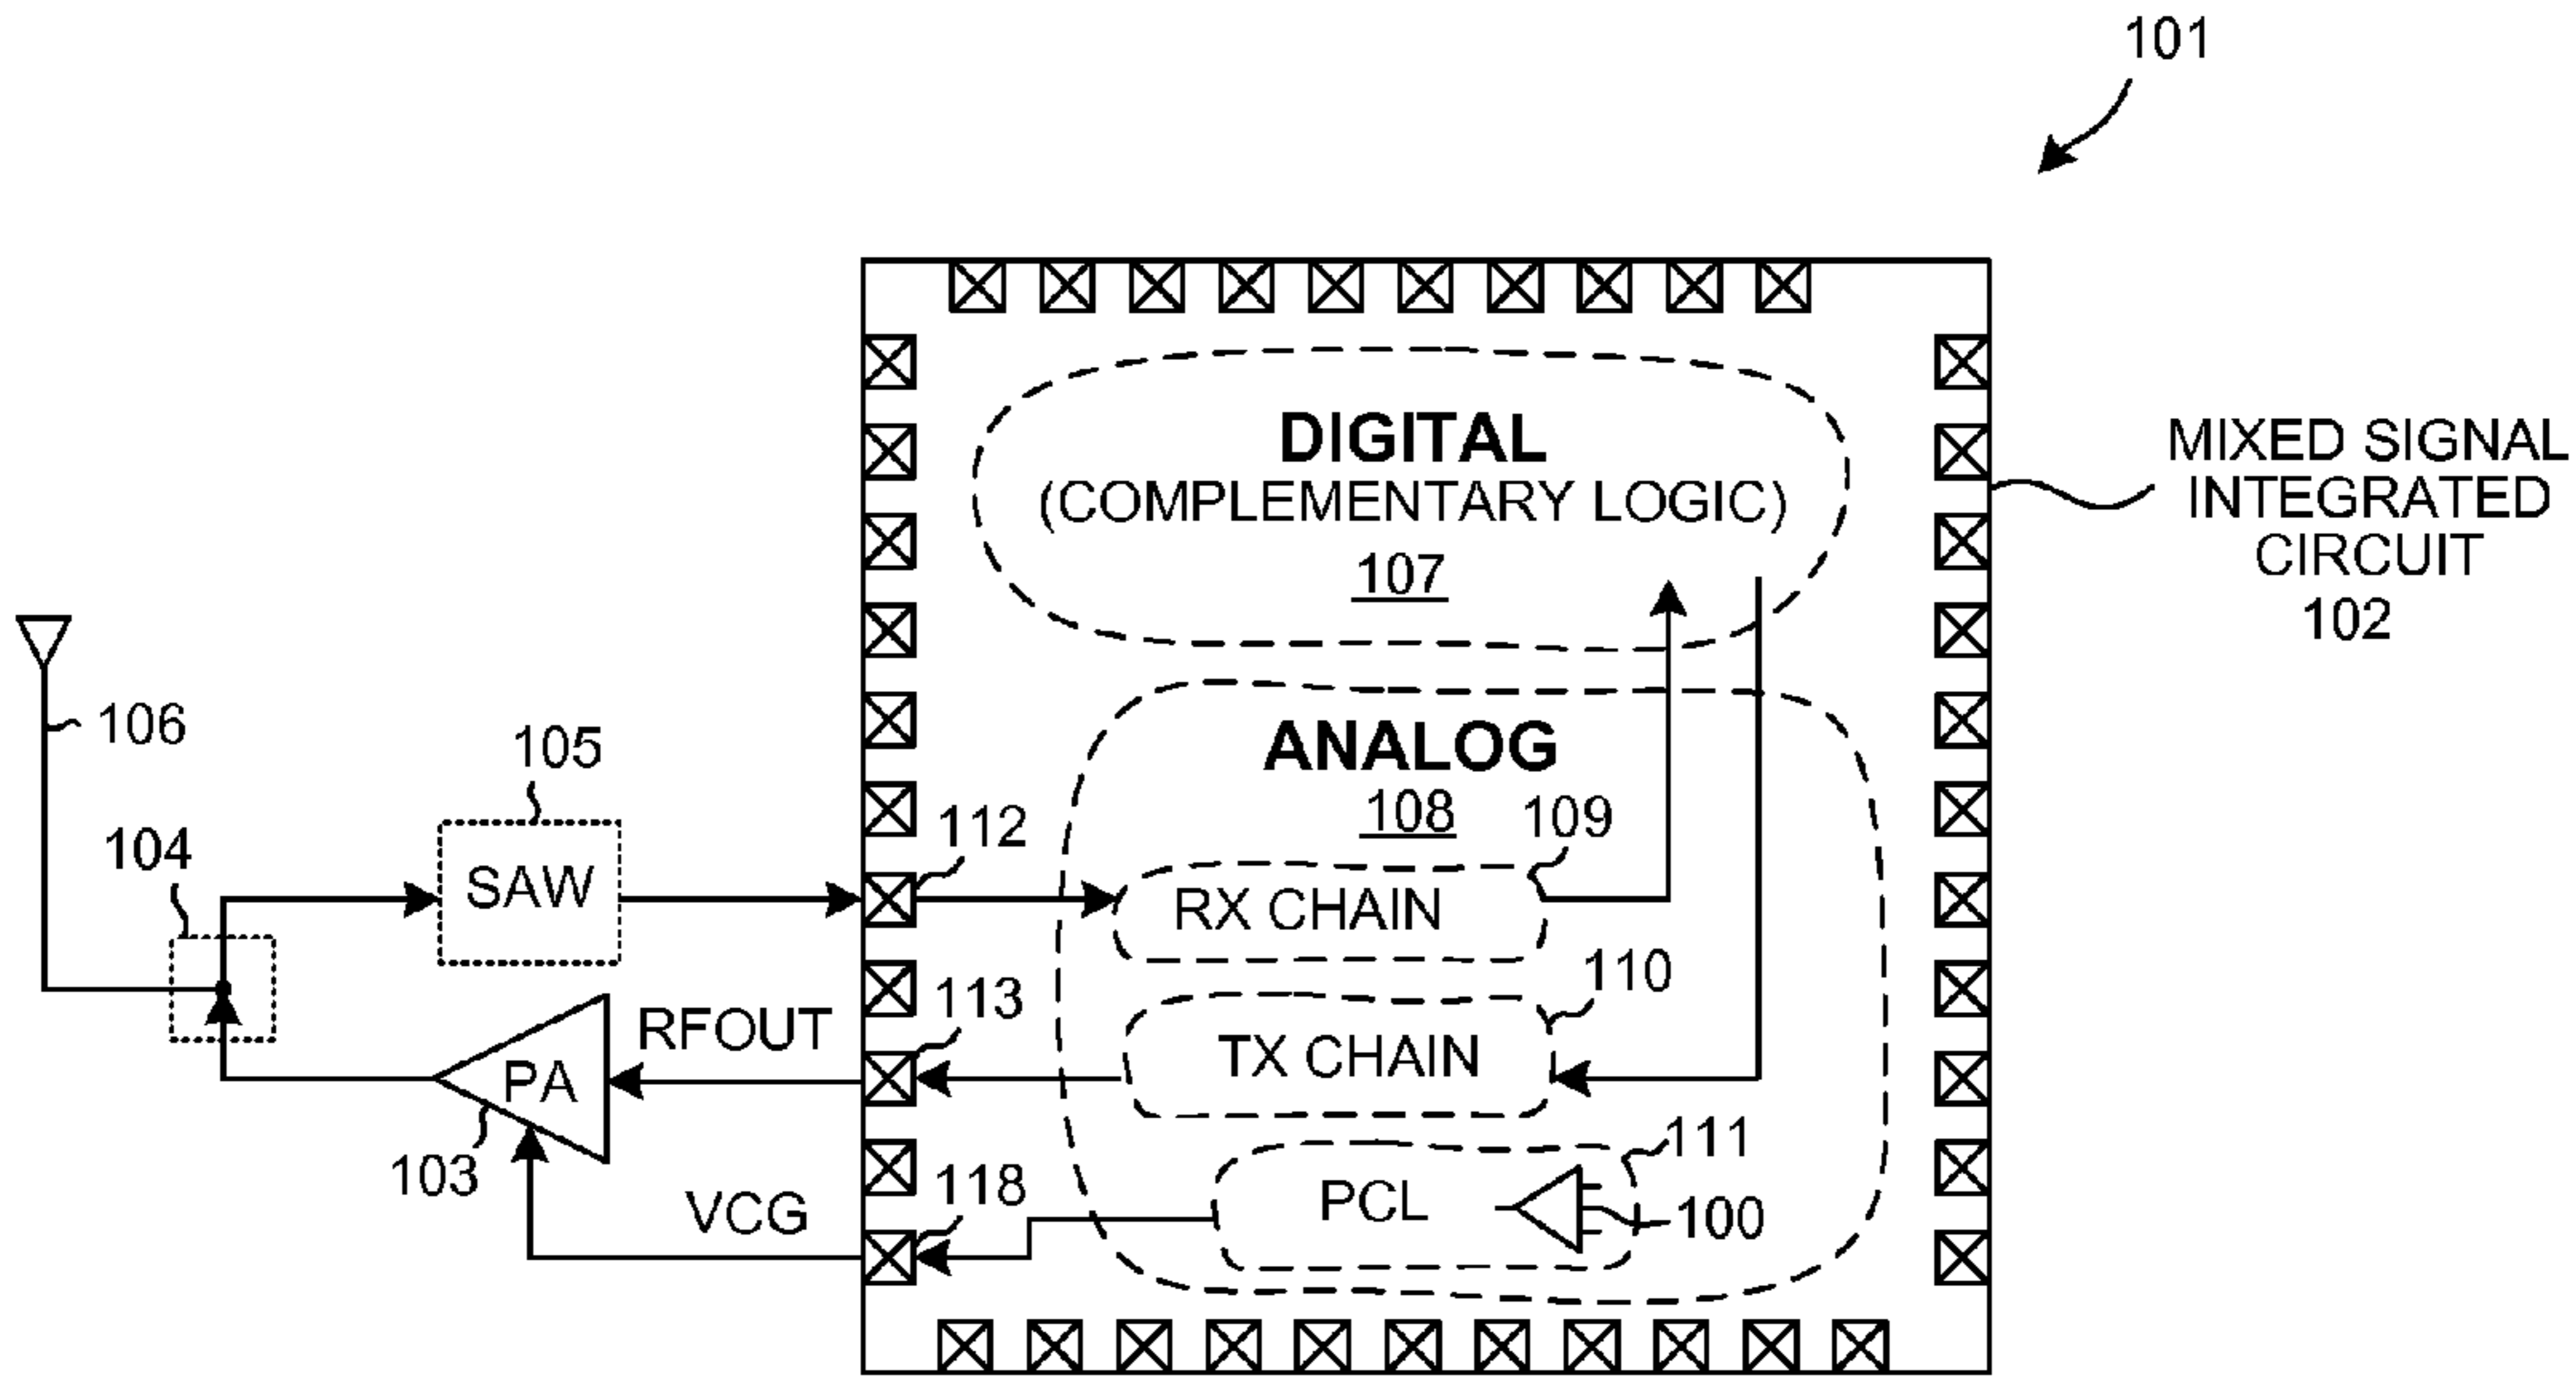 101
DIGITAL
(COMPLEMENTARY LOGIC)
107
MIXED SIGNAL
INTEGRATED
CIRCUIT
102
106
105
SAW
104
112
ANALOG
108
109
RX CHAIN
110
113
RFOUT
TX CHAIN
PA
103
111
118
VCG
PCL
100